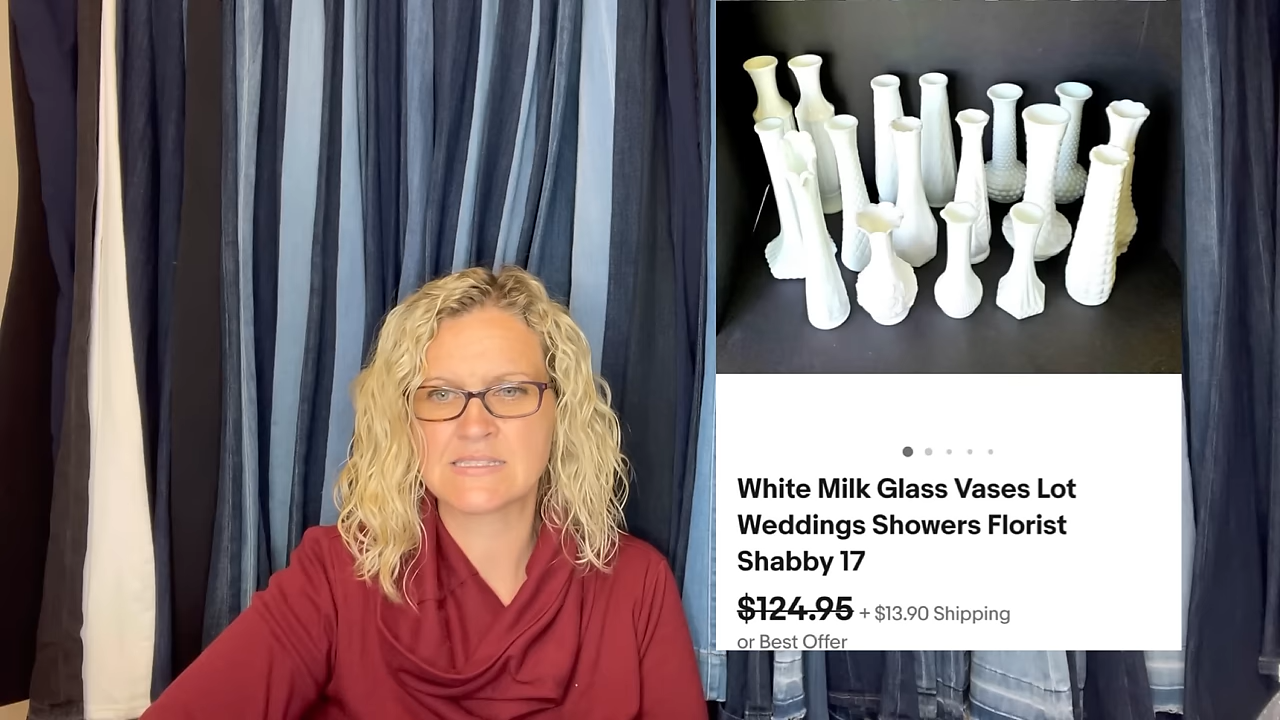 White Milk Glass Vases Lot
Weddings Showers Florist
Shabby 17
$124.95 + $13.90 Shipping
or Best Offer